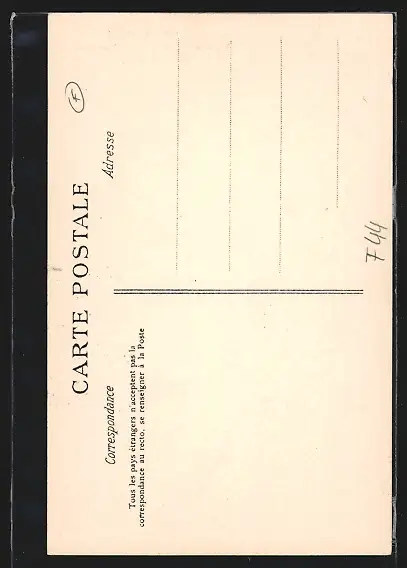 CARTE POSTALE
F
Correspondance
Adresse
Tous les pays étrangers n'acceptent pas la
correspondance au recto, se renseigner à la Poste
F44